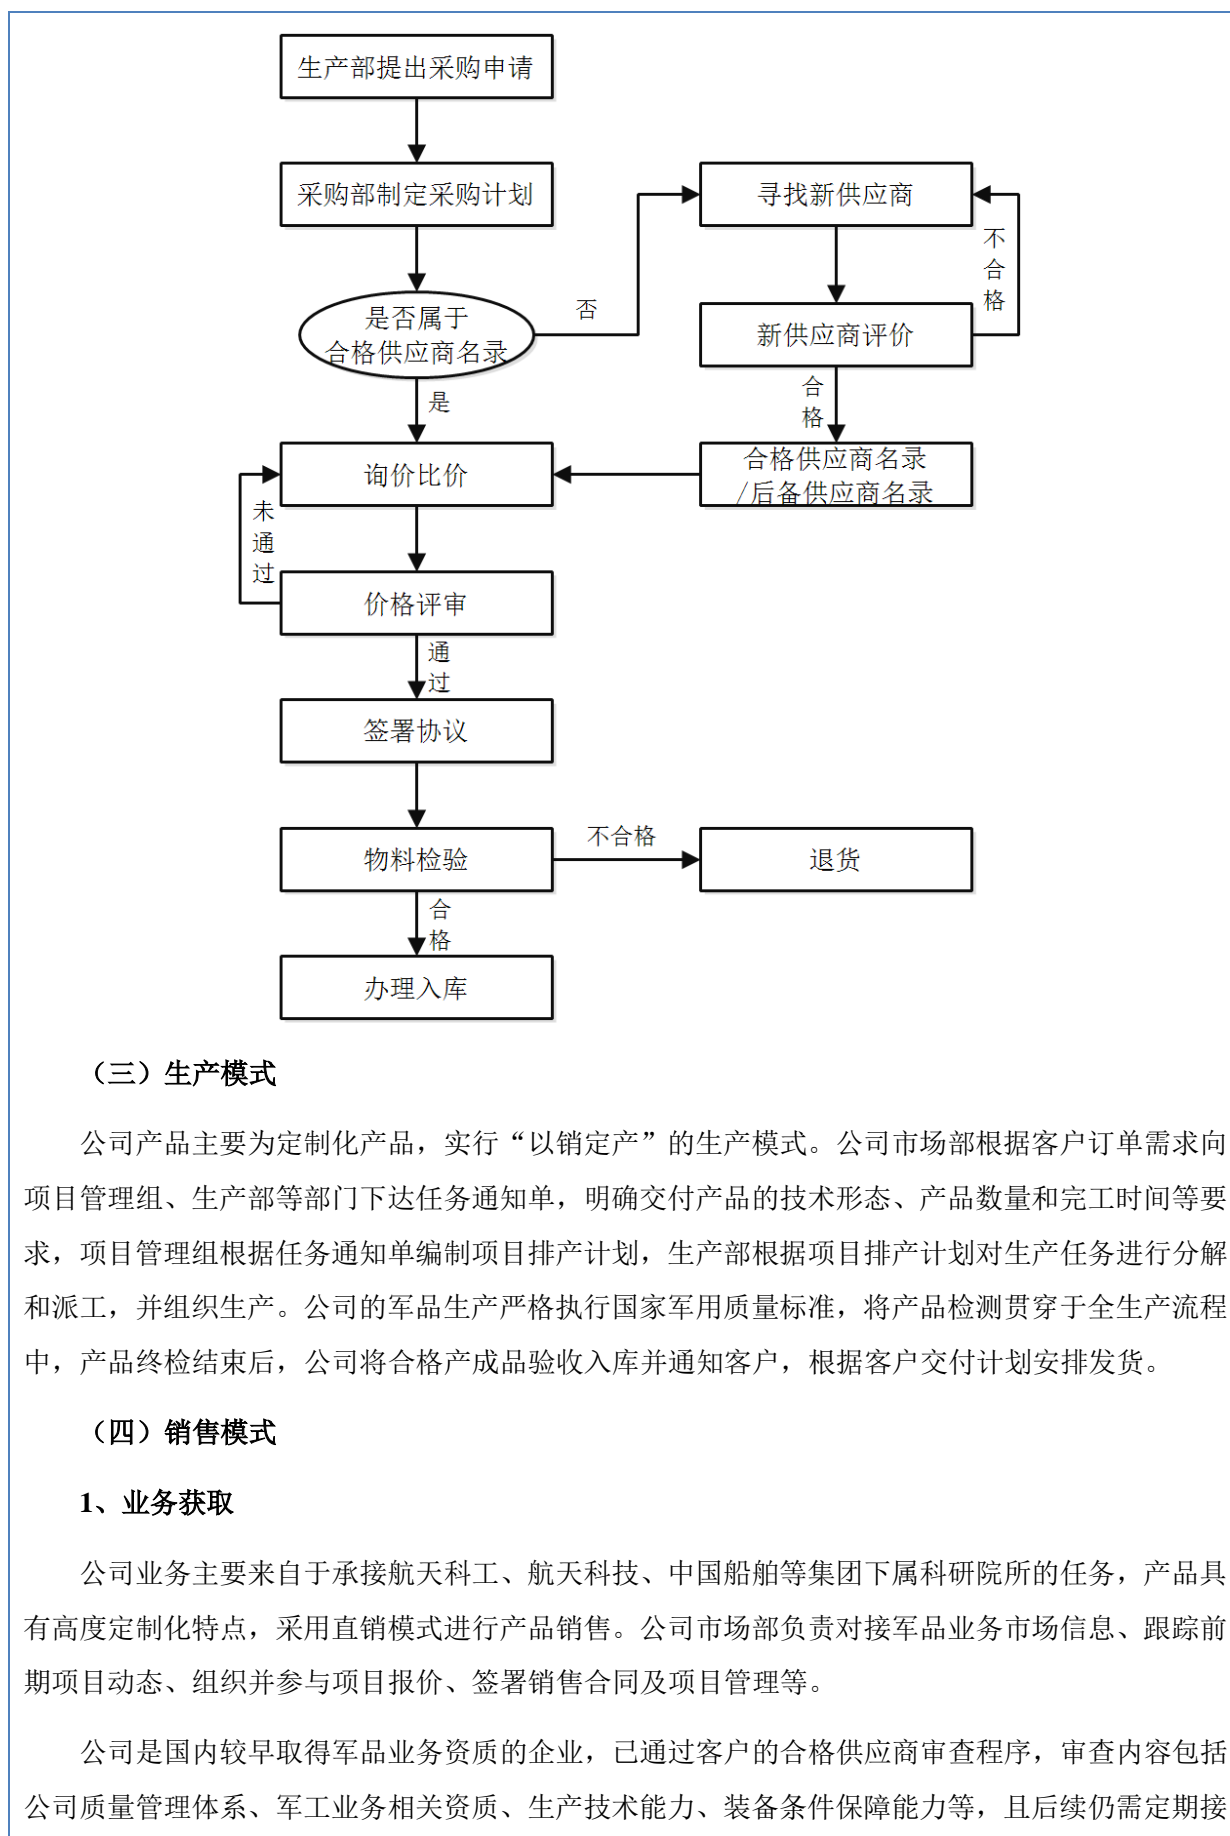 生产部提出采购申请
采购部制定采购计划
寻找新供应商
不合格
是否属于
合格供应商名录
否
新供应商评价
合格
是
询价比价
合格供应商名录
/后备供应商名录
未通过
价格评审
通过
签署协议
物料检验
不合格
退货
合格
办理入库
（三）生产模式
公司产品主要为定制化产品，实行“以销定产”的生产模式。公司市场部根据客户订单需求向
项目管理组、生产部等部门下达任务通知单，明确交付产品的技术形态、产品数量和完工时间等要
求，项目管理组根据任务通知单编制项目排产计划，生产部根据项目排产计划对生产任务进行分解
和派工，并组织生产。公司的军品生产严格执行国家军用质量标准，将产品检测贯穿于全生产流程
中，产品终检结束后，公司将合格产成品验收入库并通知客户，根据客户交付计划安排发货。
（四）销售模式
1、业务获取
公司业务主要来自于承接航天科工、航天科技、中国船舶等集团下属科研院所的任务，产品具
有高度定制化特点，采用直销模式进行产品销售。公司市场部负责对接军品业务市场信息、跟踪前
期项目动态、组织并参与项目报价、签署销售合同及项目管理等。
公司是国内较早取得军品业务资质的企业，已通过客户的合格供应商审查程序，审查内容包括
公司质量管理体系、军工业务相关资质、生产技术能力、装备条件保障能力等，且后续仍需定期接